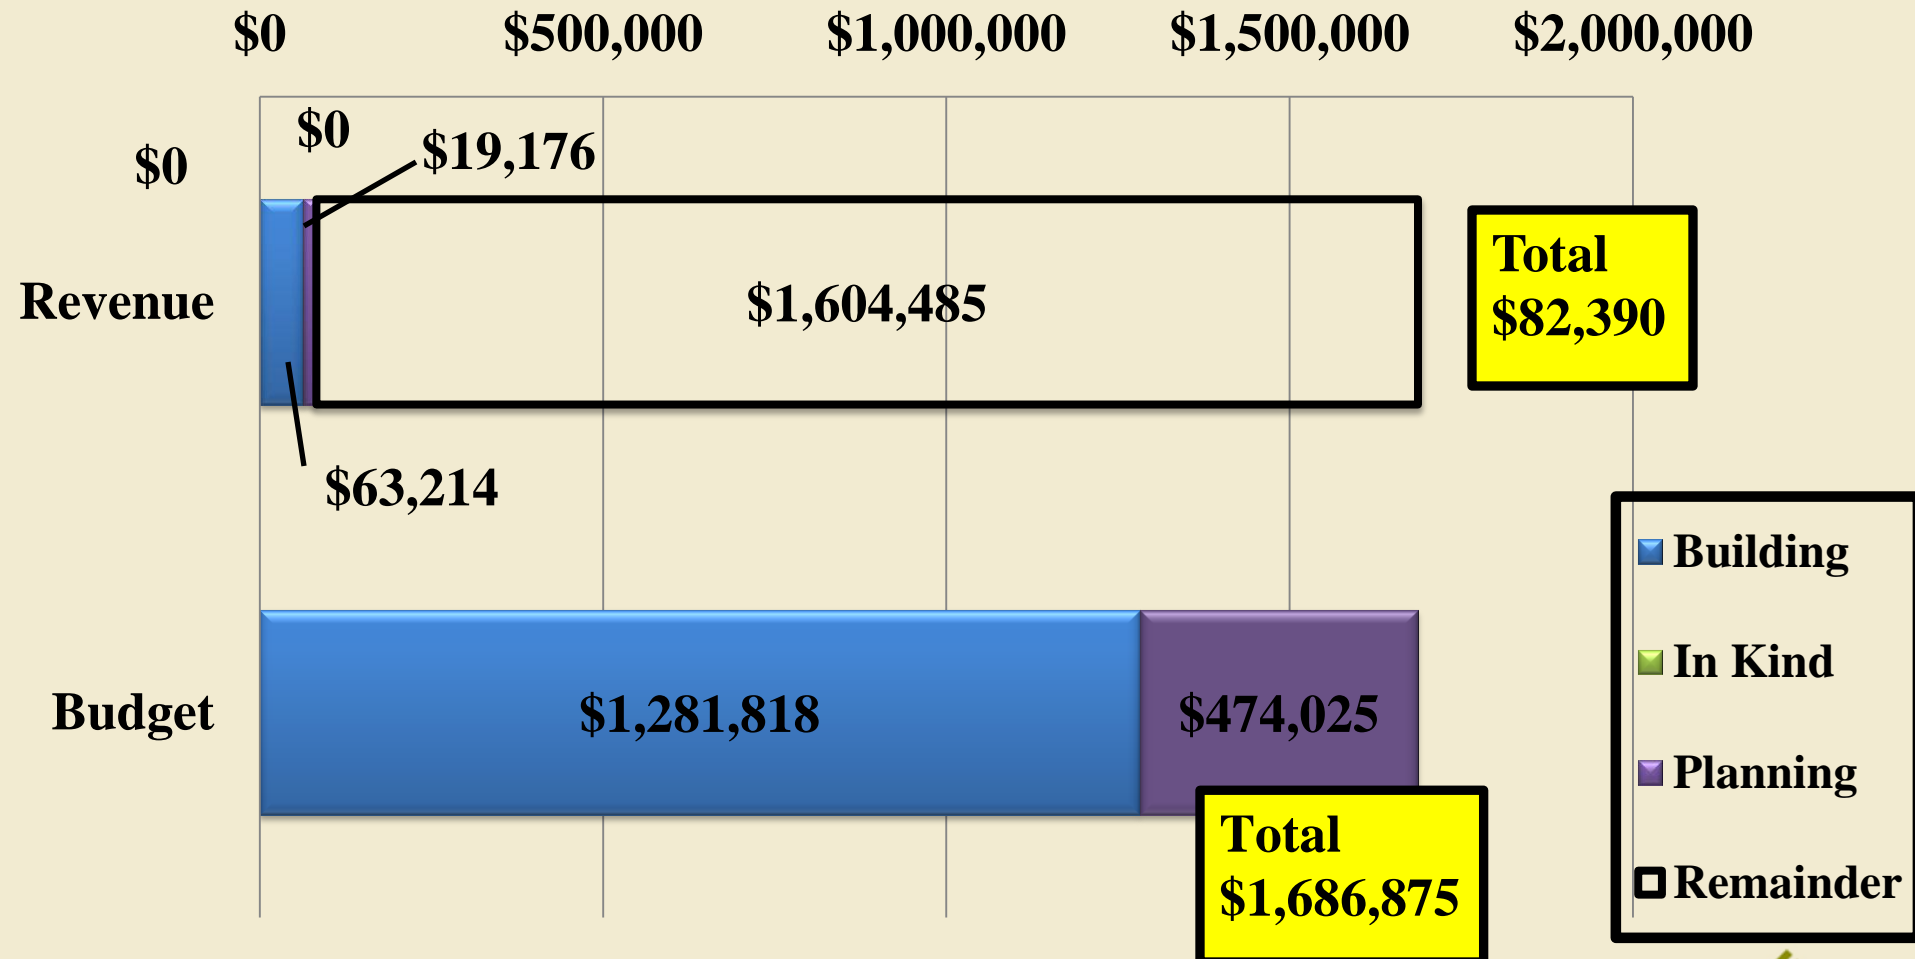 $0 $500,000 $1,000,000 $1,500,000 $2,000,000
$0
$19,176
$0
Revenue
$1,604,485
Total
$82,390
$63,214
Building
In Kind
Planning
Remainder
Budget
$1,281,818
$474,025
Total
$1,686,875